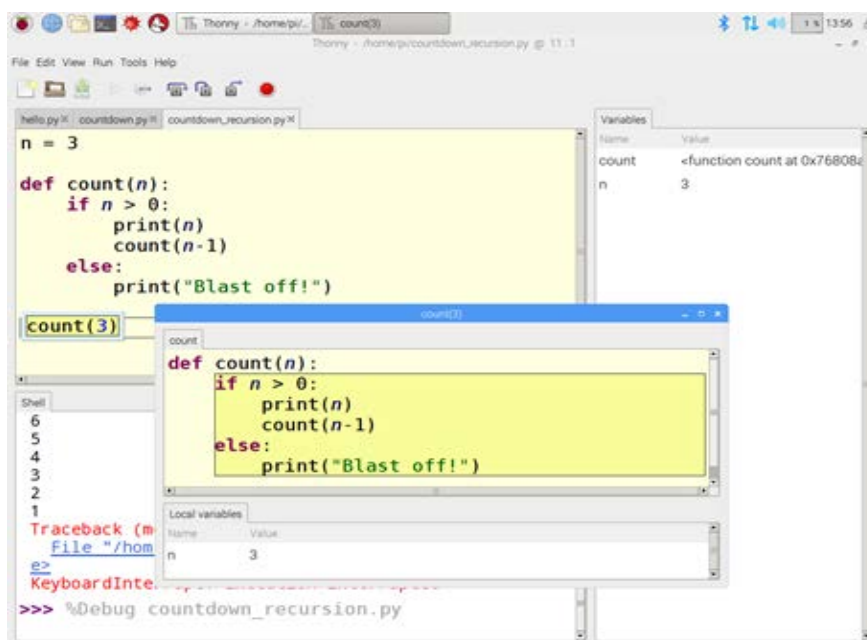 Thonny - /home/pi/...
count(3)
1 %
13:56
Thonny - /home/pi/countdown_recursion.py @ 11 : 1
File Edit View Run Tools Help
hello.py countdown.py countdown_recursion.py
n = 3
def count(n):
if n > 0:
print(n)
count(n-1)
else:
print("Blast off!")
count(3)
Variables
Name Value
count <function count at 0x76808a
n 3
count(3)
count
def count(n):
if n > 0:
print(n)
count(n-1)
else:
print("Blast off!")
Local variables
Name Value
n 3
Shell
6
5
4
3
2
1
Traceback (m
File "/hom
e>
KeyboardInte
>>> %Debug countdown_recursion.py